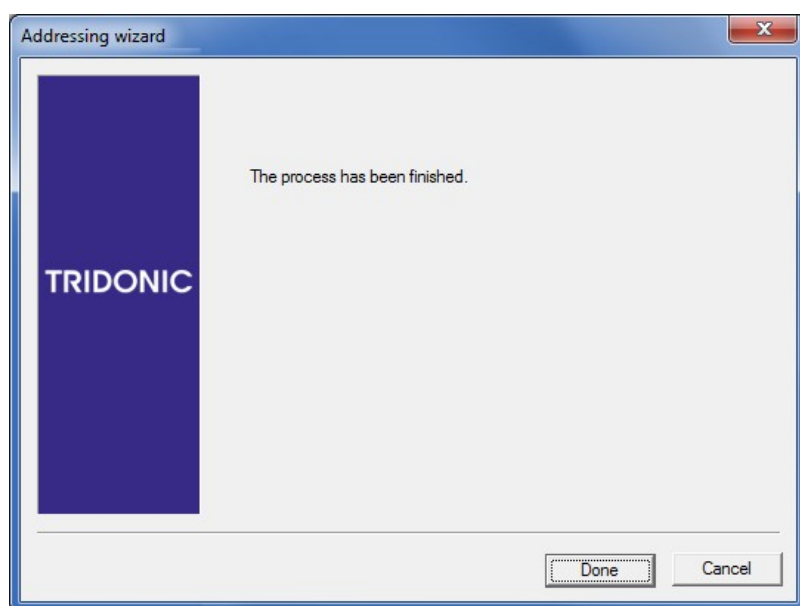 Addressing wizard
The process has been finished.
TRIDONIC
Done
Cancel